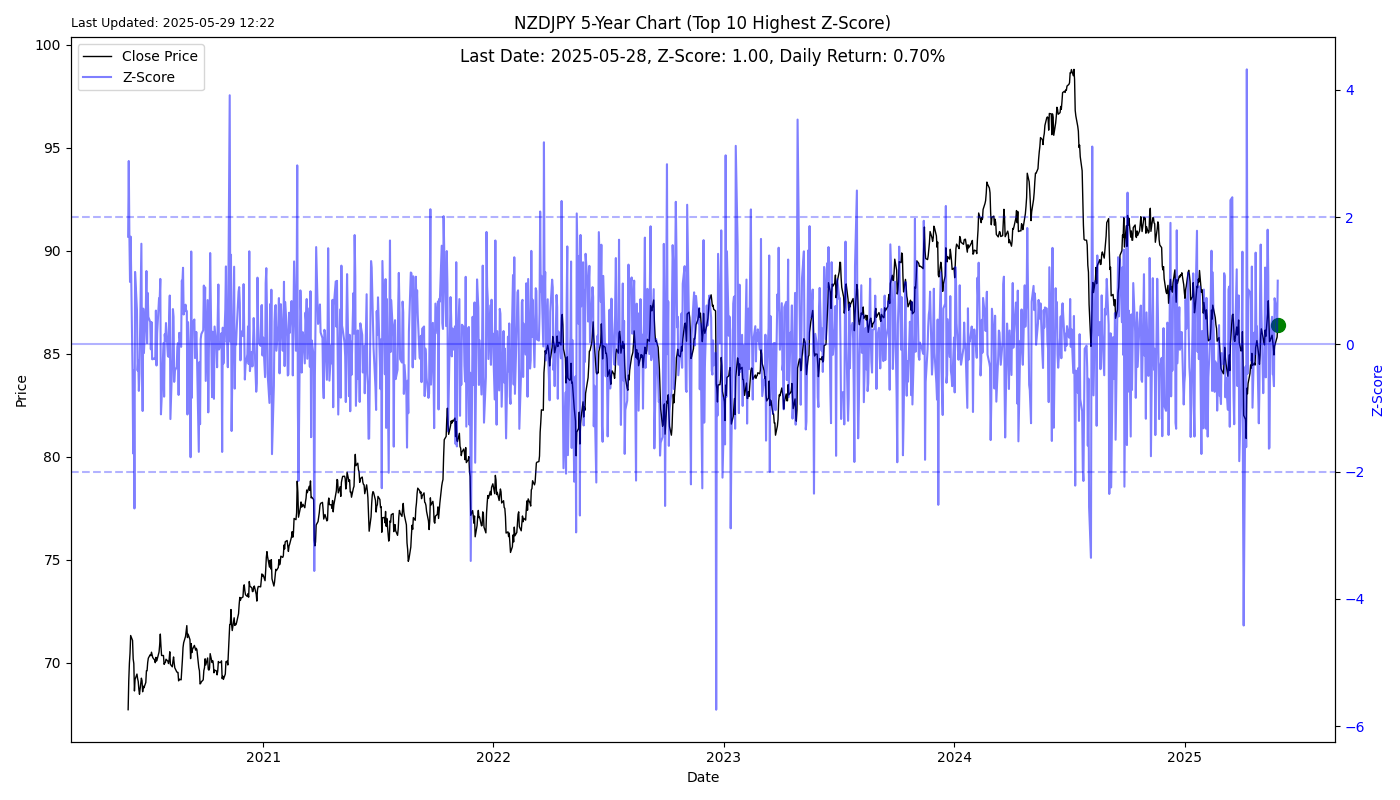 Last Updated: 2025-05-29 12:22
NZDJPY 5-Year Chart (Top 10 Highest Z-Score)
Last Date: 2025-05-28, Z-Score: 1.00, Daily Return: 0.70%
Close Price
Z-Score
100
95
90
85
80
75
70
Price
4
2
0
−2
−4
−6
Z-Score
2021
2022
2023
2024
2025
Date